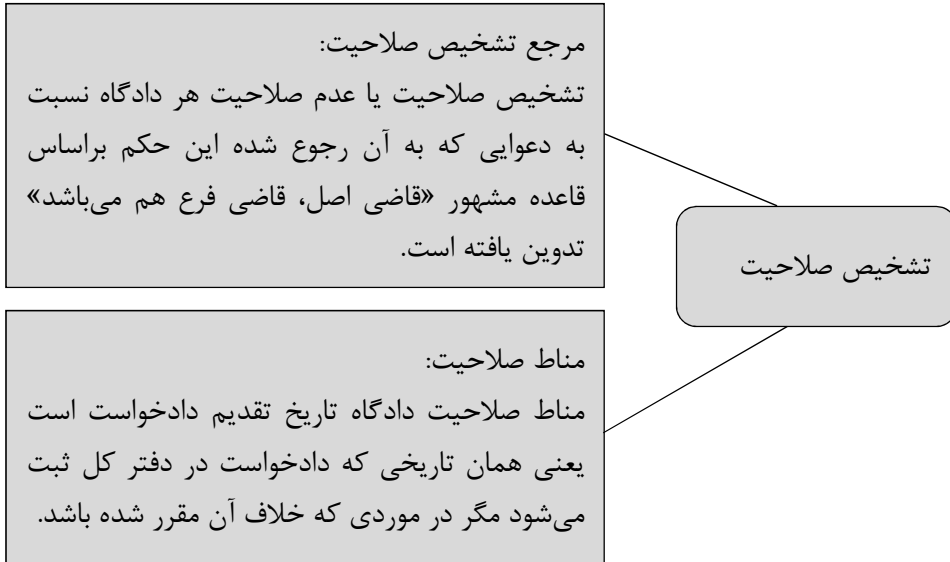 مرجع تشخیص صلاحیت:
تشخیص صلاحیت یا عدم صلاحیت هر دادگاه نسبت
به دعوایی که به آن رجوع شده این حکم براساس
قاعده مشهور «قاضی اصل، قاضی فرع هم می‌باشد»
تدوین یافته است.
تشخیص صلاحیت
مناط صلاحیت:
مناط صلاحیت دادگاه تاریخ تقدیم دادخواست است
یعنی همان تاریخی که دادخواست در دفتر کل ثبت
می‌شود مگر در موردی که خلاف آن مقرر شده باشد.